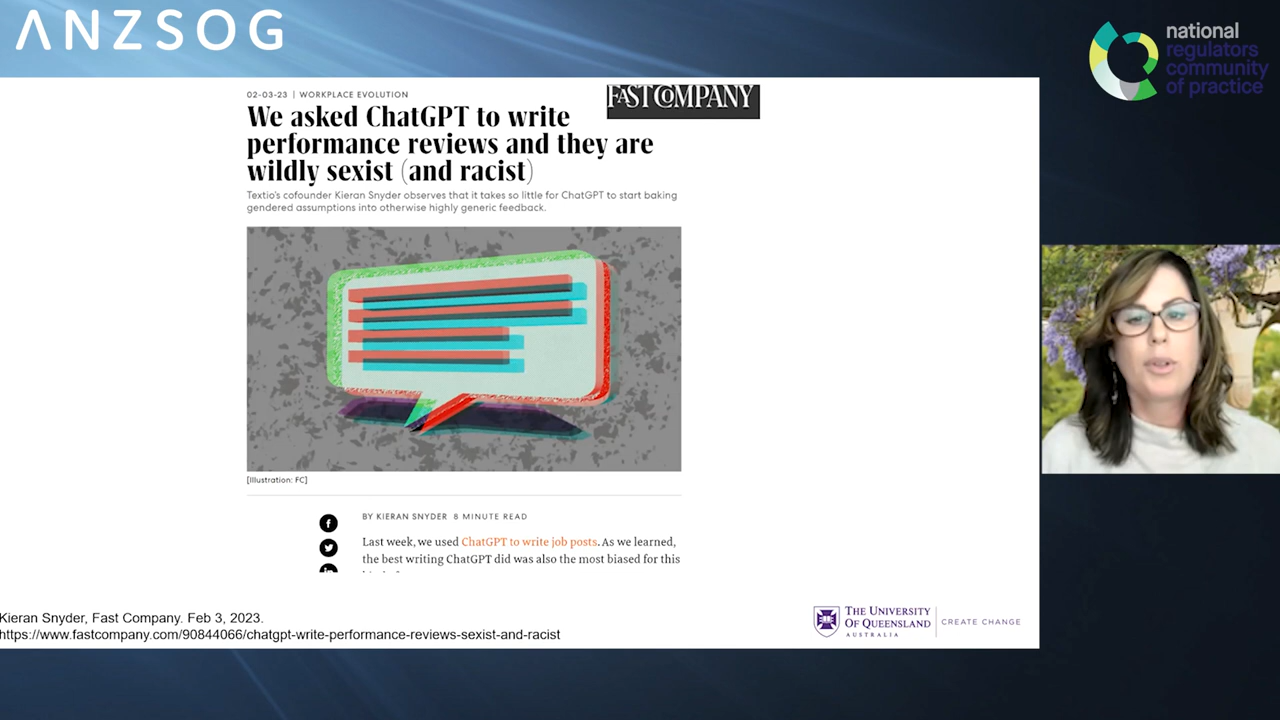 ANZSOG
national
regulators
community
of practice
02-03-23 | WORKPLACE EVOLUTION
FAST COMPANY
We asked ChatGPT to write
performance reviews and they are
wildly sexist (and racist)
Textio's cofounder Kieran Snyder observes that it takes so little for ChatGPT to start baking
gendered assumptions into otherwise highly generic feedback.
[Illustration: FC]
BY KIERAN SNYDER 8 MINUTE READ
Last week, we used ChatGPT to write job posts. As we learned,
the best writing ChatGPT did was also the most biased for this
Kieran Snyder, Fast Company. Feb 3, 2023.
https://www.fastcompany.com/90844066/chatgpt-write-performance-reviews-sexist-and-racist
THE UNIVERSITY
OF QUEENSLAND
AUSTRALIA
CREATE CHANGE